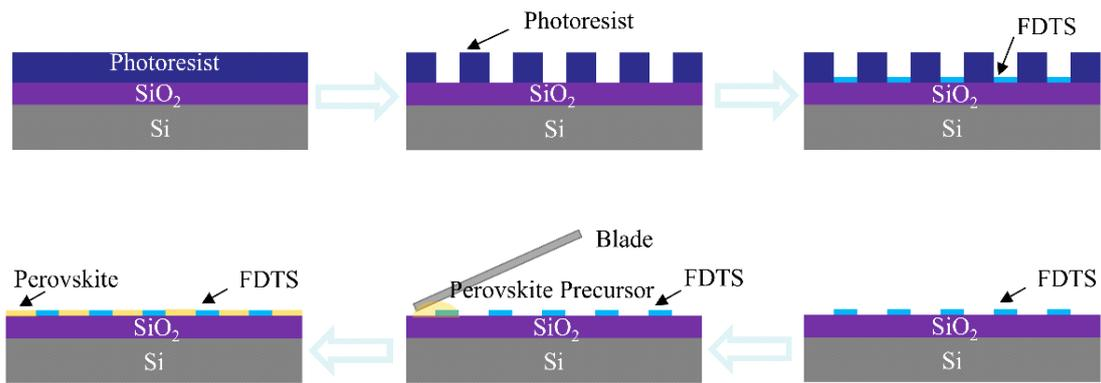 Photoresist
SiO₂
Si
Photoresist
SiO₂
Si
FDTS
SiO₂
Si
Perovskite
FDTS
SiO₂
Si
Blade
Perovskite Precursor
FDTS
SiO₂
Si
FDTS
SiO₂
Si